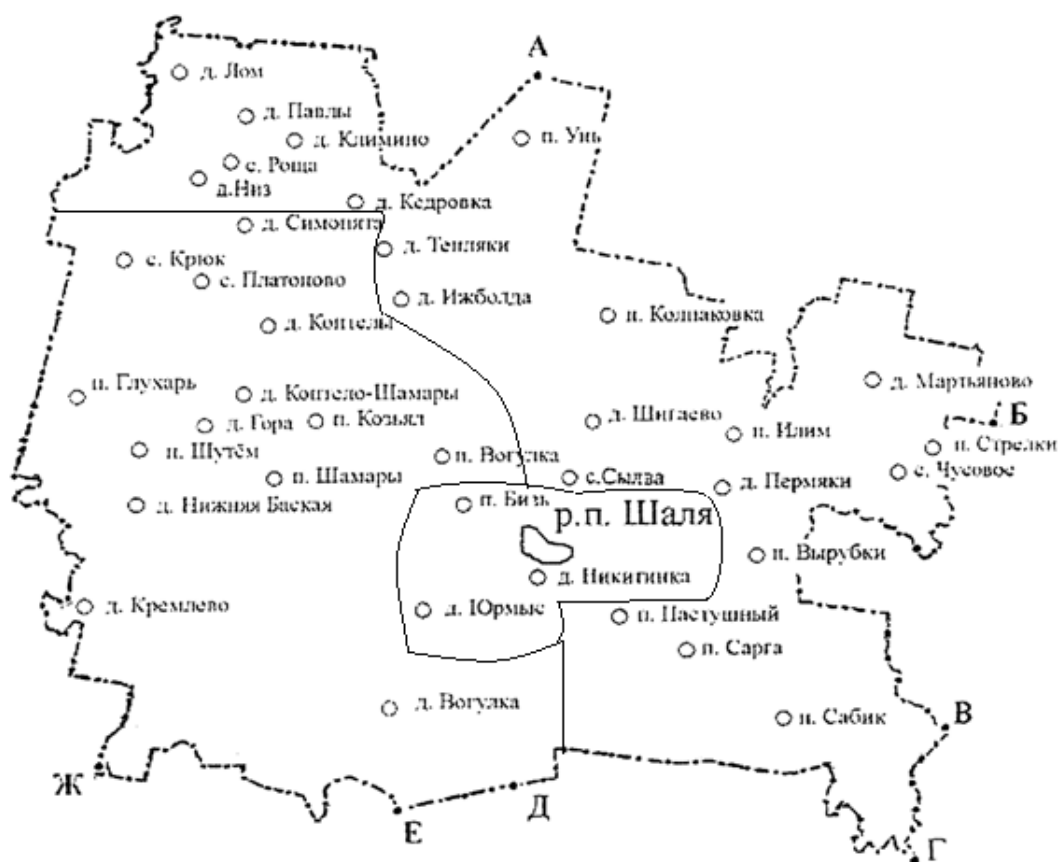 А
д. Лом
д. Павлы
д. Климино
п. Унь
с. Роща
д.Низ
д. Кедровка
д. Симонята
д. Тепляки
с. Крюк
с. Платоново
д. Ижболда
п. Колпаковка
д. Коптелы
п. Глухарь
д. Мартьяново
д. Коптело-Шамары
Б
д. Гора
п. Козьял
д. Шигаево
п. Илим
п. Стрелки
п. Шутём
п. Вогулка
с. Чусовое
п. Шамары
с.Сылва
д. Пермяки
д. Нижняя Баская
п. Бизь
р.п. Шаля
п. Вырубки
д. Никитинка
д. Кремлево
д. Юрмыс
п. Пастушный
п. Сарга
д. Вогулка
п. Сабик
В
Ж
Д
Е
Г